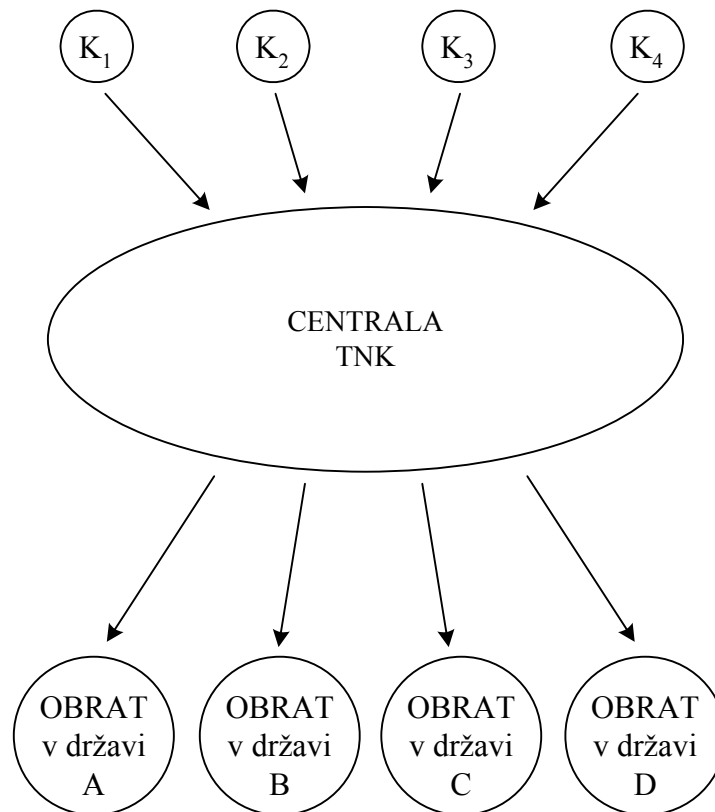 K₁ K₂ K₃ K₄
CENTRALA
TNK
OBRAT OBRAT OBRAT OBRAT
v državi v državi v državi v državi
A B C D